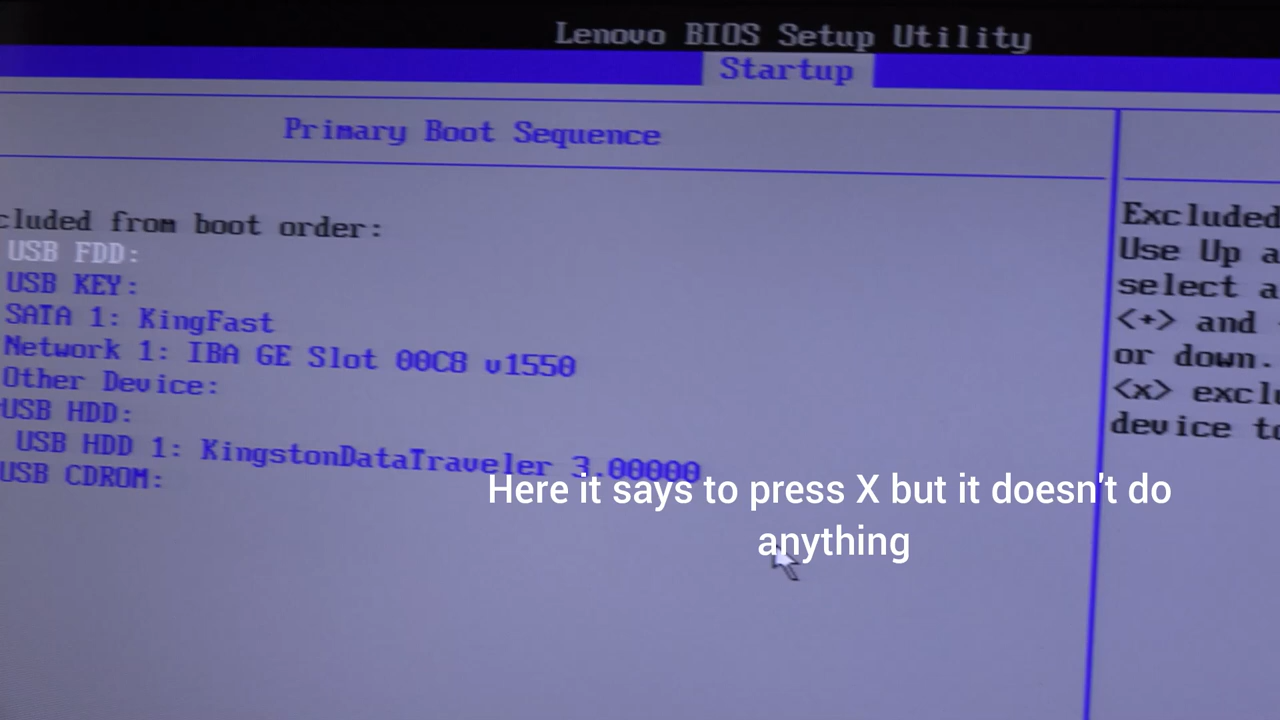 Lenovo BIOS Setup Utility
Startup
Primary Boot Sequence
cluded from boot order:
USB FDD:
USB KEY:
SATA 1: KingFast
Network 1: IBA GE Slot 00C8 v1550
Other Device:
USB HDD:
USB HDD 1: KingstonDataTraveler 3.00000
USB CDROM:
Excluded
Use Up a
select a
<+> and
or down.
<x> exclu
device to
Here it says to press X but it doesn't do
anything